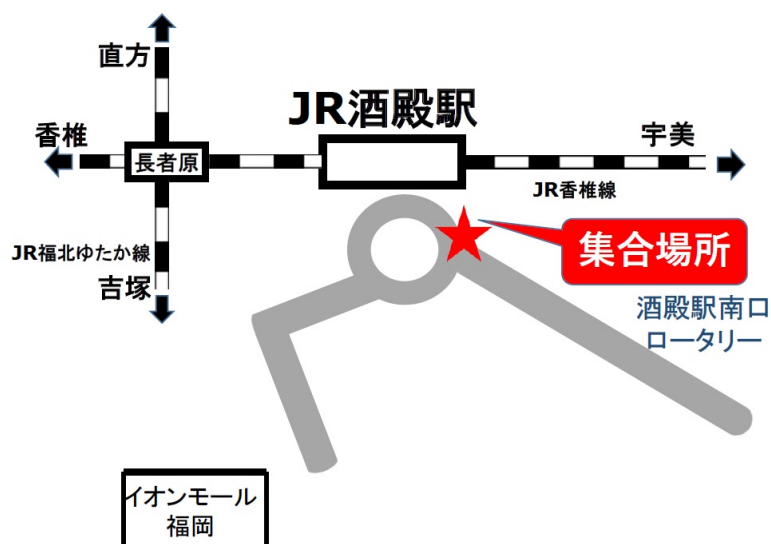 直方
JR酒殿駅
香椎
宇美
長者原
JR香椎線
JR福北ゆたか線
吉塚
集合場所
酒殿駅南口
ロータリー
イオンモール
福岡